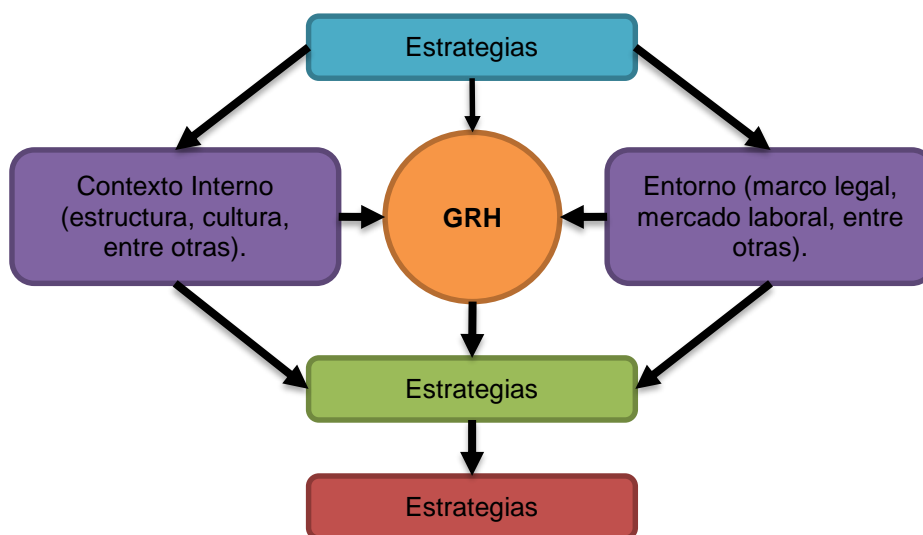 Estrategias
Contexto Interno
(estructura, cultura,
entre otras).
GRH
Entorno (marco legal,
mercado laboral, entre
otras).
Estrategias
Estrategias